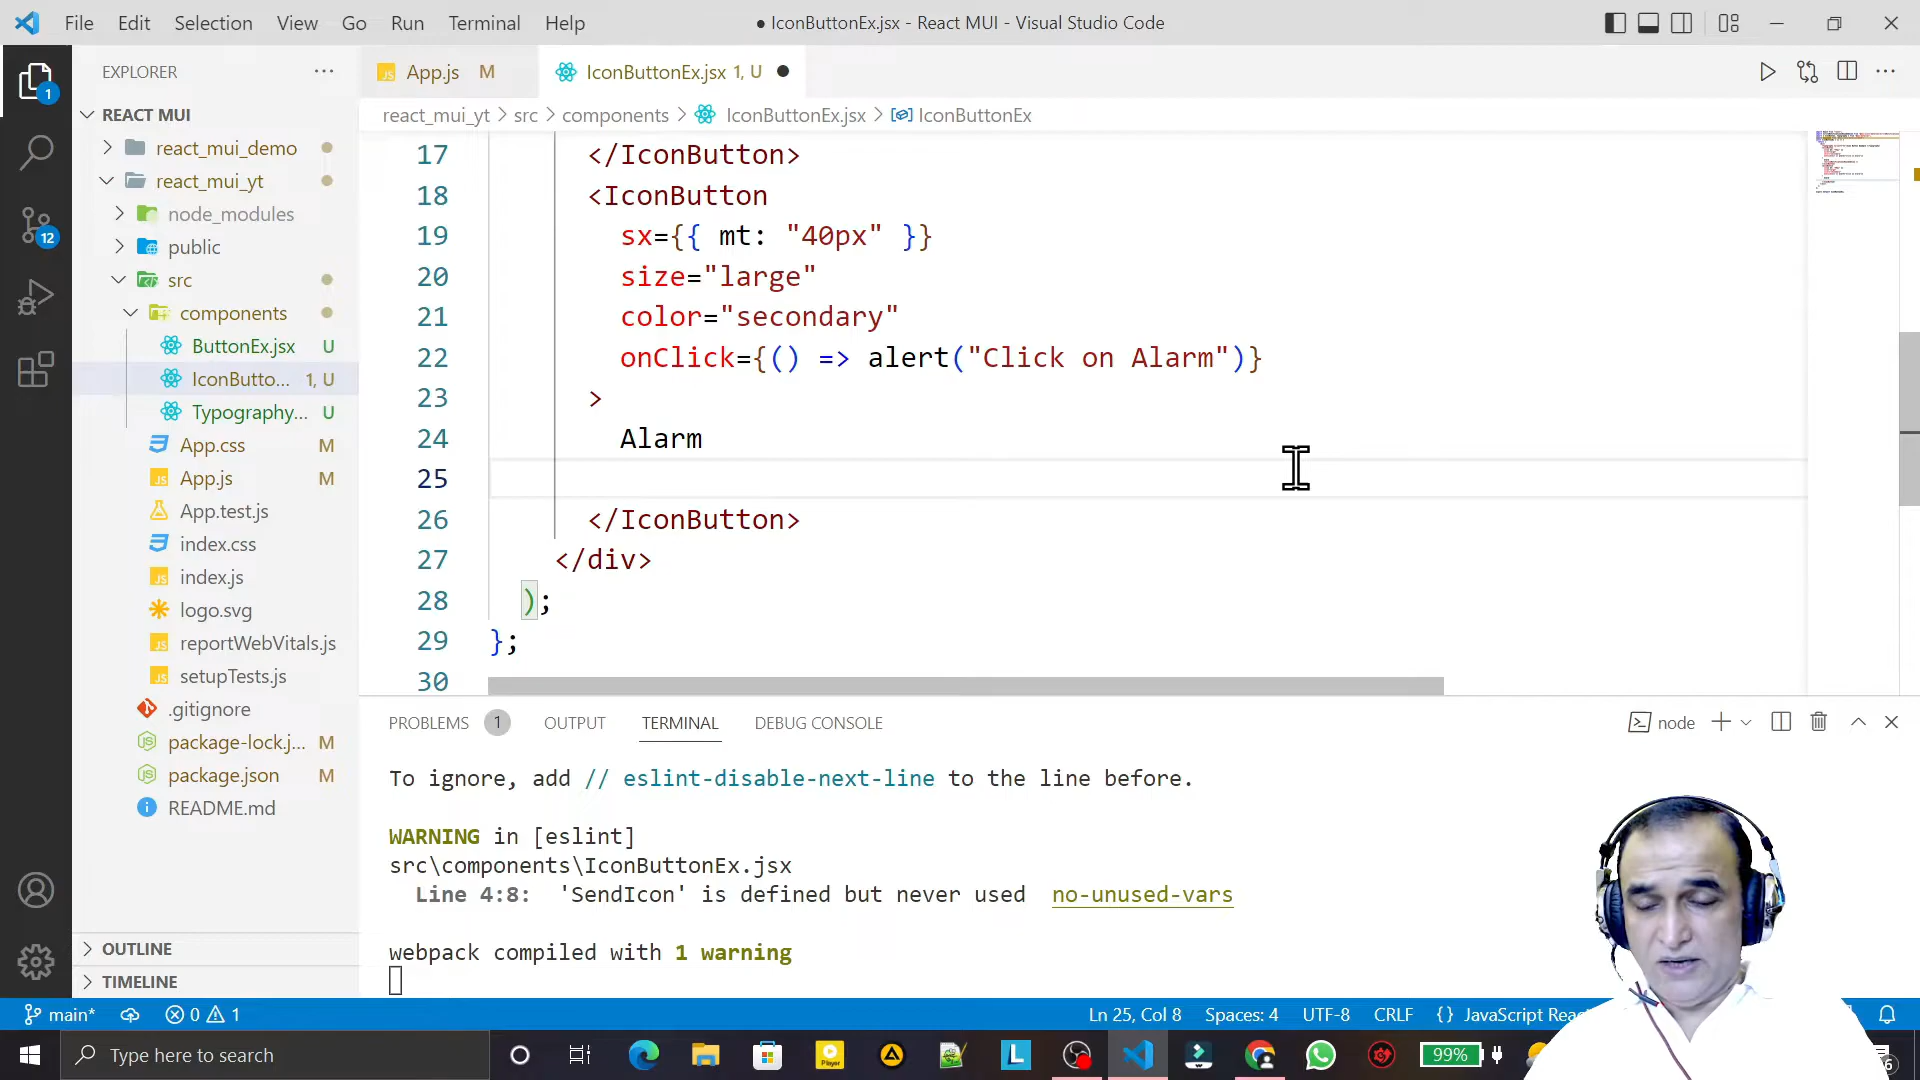 File Edit Selection View Go Run Terminal Help
● IconButtonEx.jsx - React MUI - Visual Studio Code
EXPLORER
REACT MUI
react_mui_demo
react_mui_yt
node_modules
public
src
components
ButtonEx.jsx U
IconButto... 1, U
Typography... U
App.css M
App.js M
App.test.js
index.css
index.js
logo.svg
reportWebVitals.js
setupTests.js
.gitignore
package-lock.j... M
package.json M
README.md
OUTLINE
TIMELINE
1
12
App.js M
IconButtonEx.jsx 1, U
react_mui_yt > src > components > IconButtonEx.jsx > IconButtonEx
17 </IconButton>
18 <IconButton
19 sx={{ mt: "40px" }}
20 size="large"
21 color="secondary"
22 onClick={() => alert("Click on Alarm")}
23 >
24 Alarm
25
26 </IconButton>
27 </div>
28 );
29 };
30
PROBLEMS 1 OUTPUT TERMINAL DEBUG CONSOLE
node
To ignore, add // eslint-disable-next-line to the line before.
WARNING in [eslint]
src\components\IconButtonEx.jsx
Line 4:8: 'SendIcon' is defined but never used no-unused-vars
webpack compiled with 1 warning
main* 0 1
Ln 25, Col 8 Spaces: 4 UTF-8 CRLF {} JavaScript Reac
Type here to search
Player
L
99%